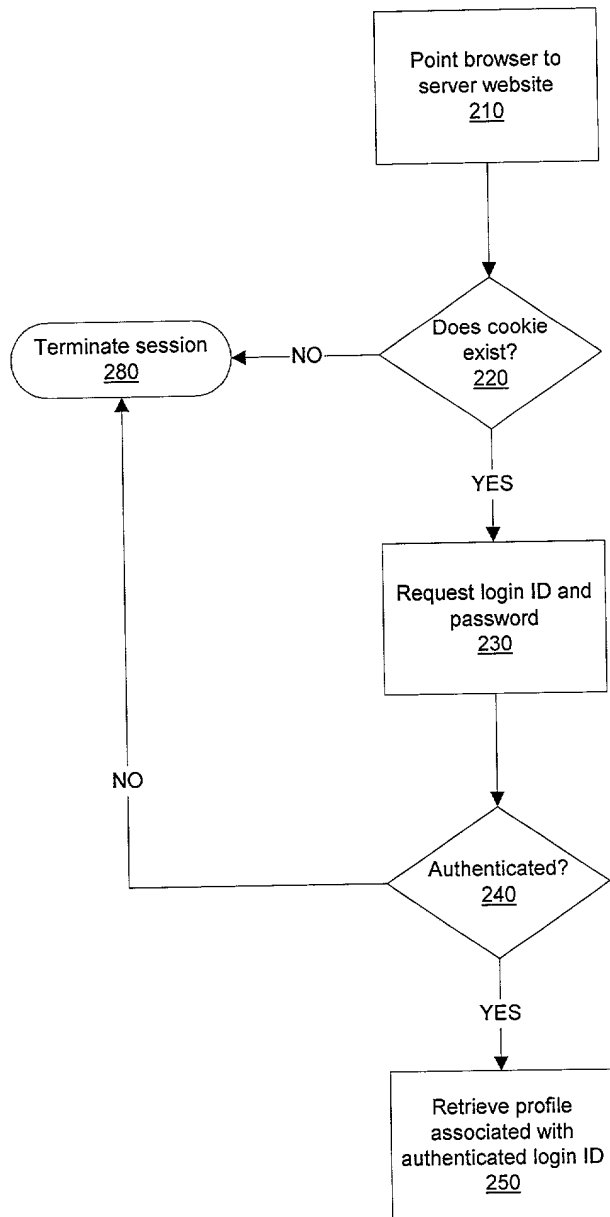 Point browser to
server website
210
Does cookie
exist?
220
Terminate session
280
NO
YES
Request login ID and
password
230
NO
Authenticated?
240
YES
Retrieve profile
associated with
authenticated login ID
250